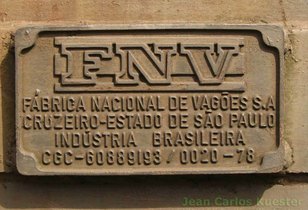 FNV
FÁBRICA NACIONAL DE VAGÕES S.A
CRUZEIRO-ESTADO DE SÃO PAULO
INDÚSTRIA BRASILEIRA
CGC-60889193/0020-78
Jean Carlos Kuester